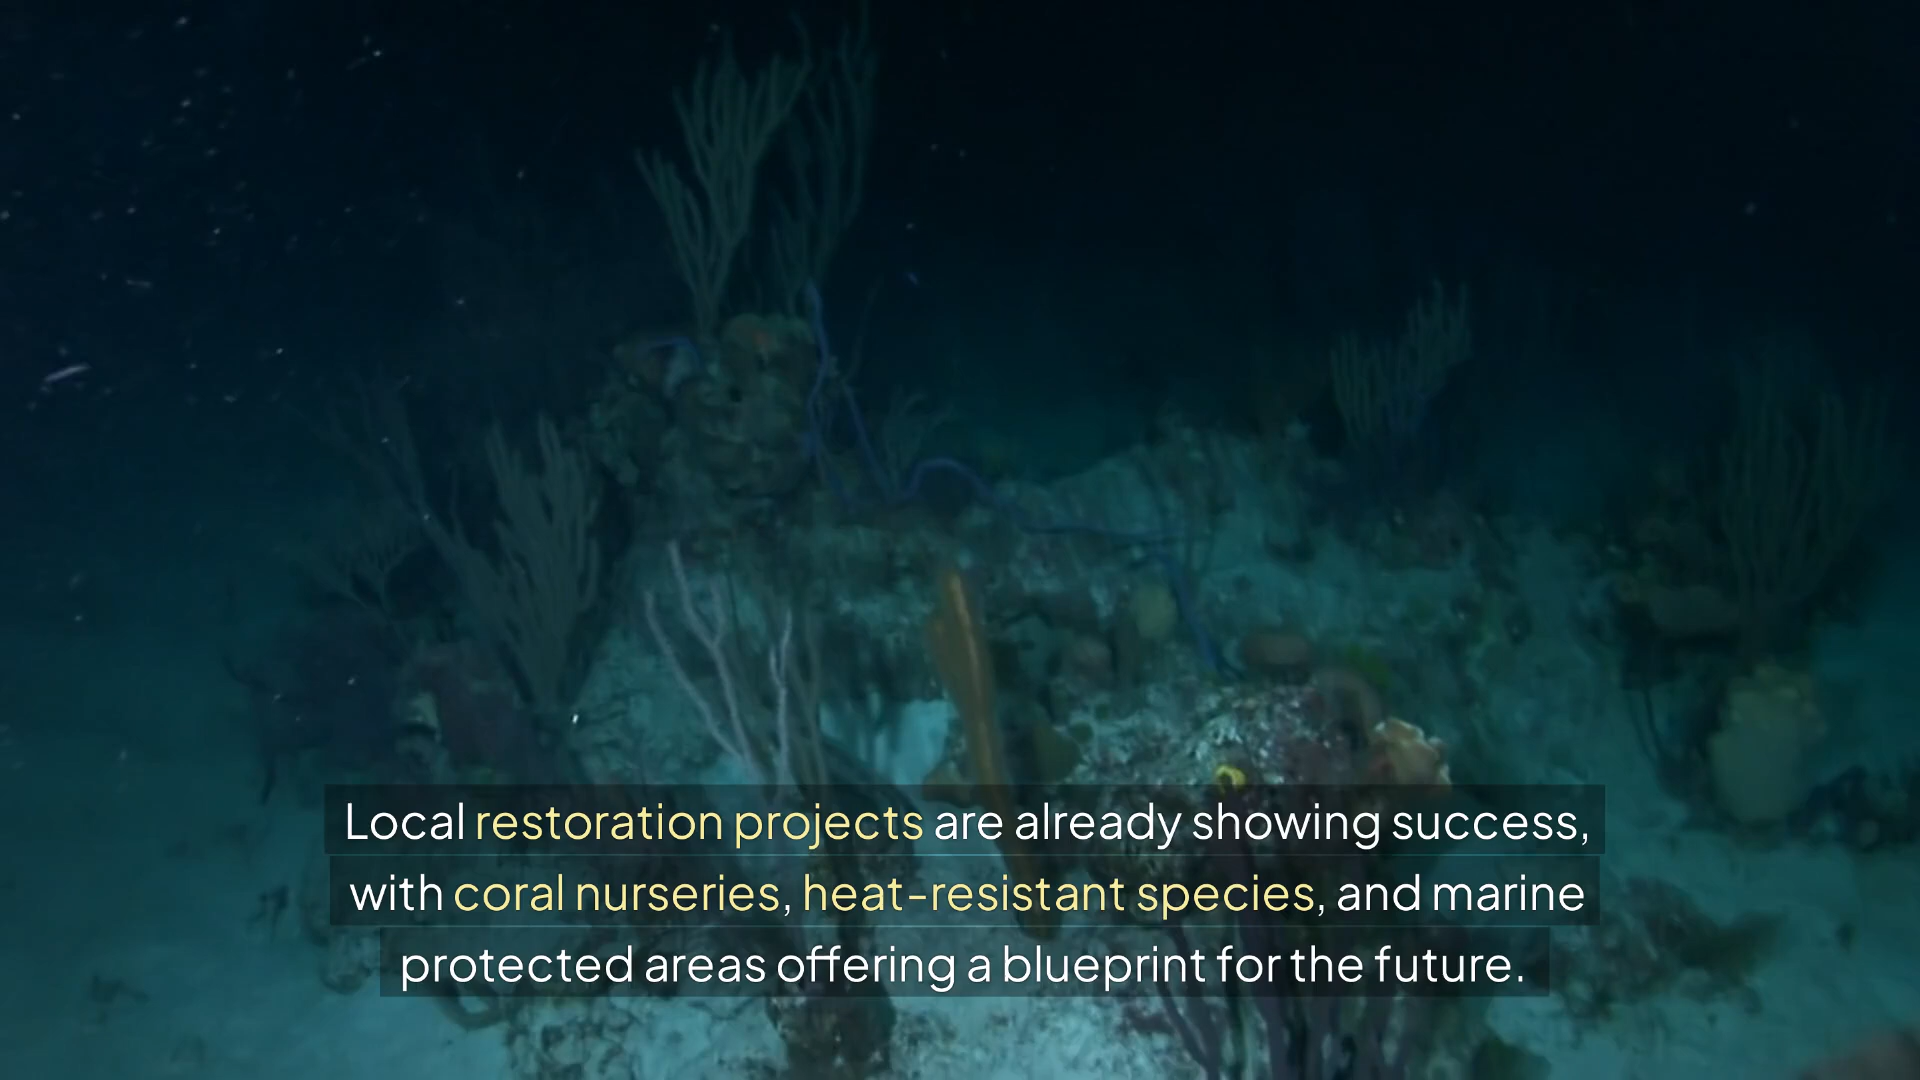 Local restoration projects are already showing success,
with coral nurseries, heat-resistant species, and marine
protected areas offering a blueprint for the future.